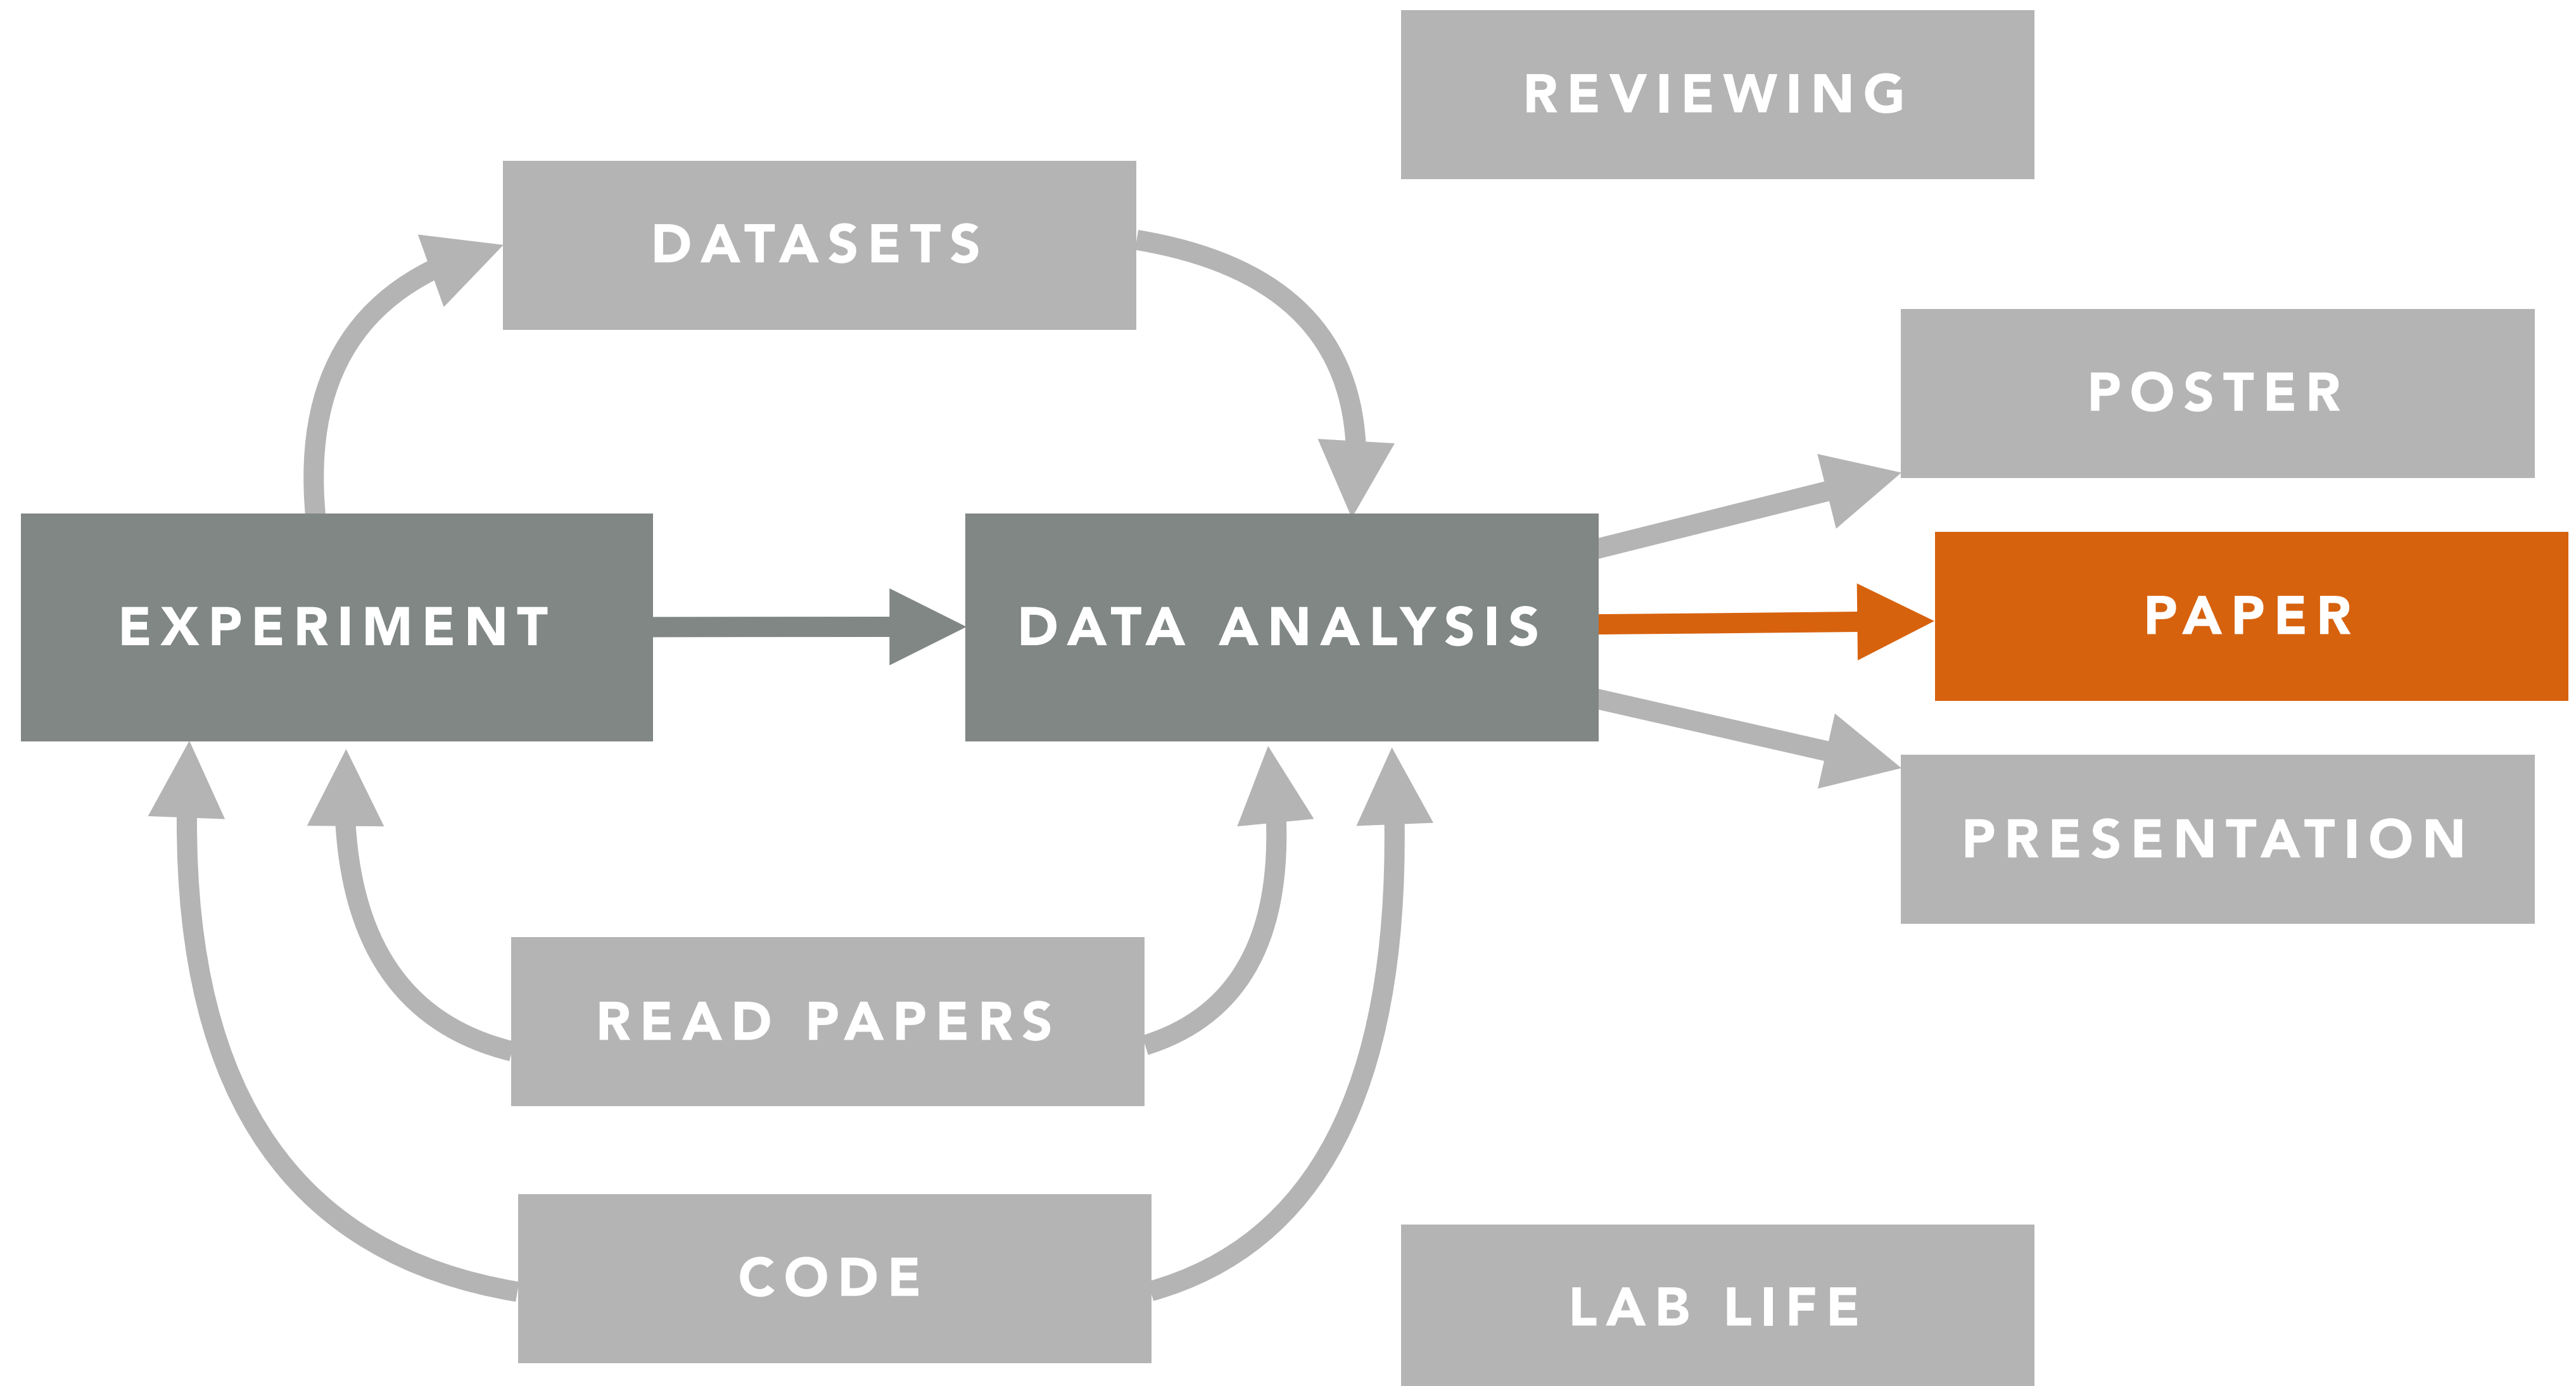 REVIEWING
DATASETS
POSTER
EXPERIMENT
DATA ANALYSIS
PAPER
PRESENTATION
READ PAPERS
CODE
LAB LIFE